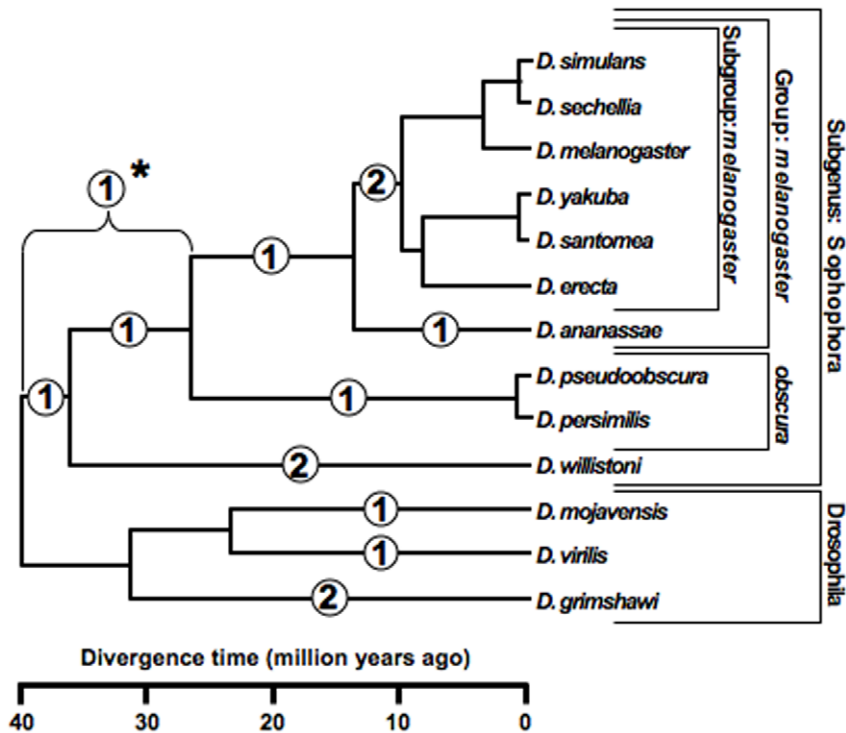 D. simulans
D. sechellia
D. melanogaster
D. yakuba
D. santomea
D. erecta
D. ananassae
D. pseudoobscura
D. persimilis
D. willistoni
D. mojavensis
D. virilis
D. grimshawi
Subgroup: melanogaster
Group: melanogaster
obscura
Subgenus: Sophophora
Drosophila
1 *
2
1
1
1
1
1
2
1
1
2
Divergence time (million years ago)
40 30 20 10 0